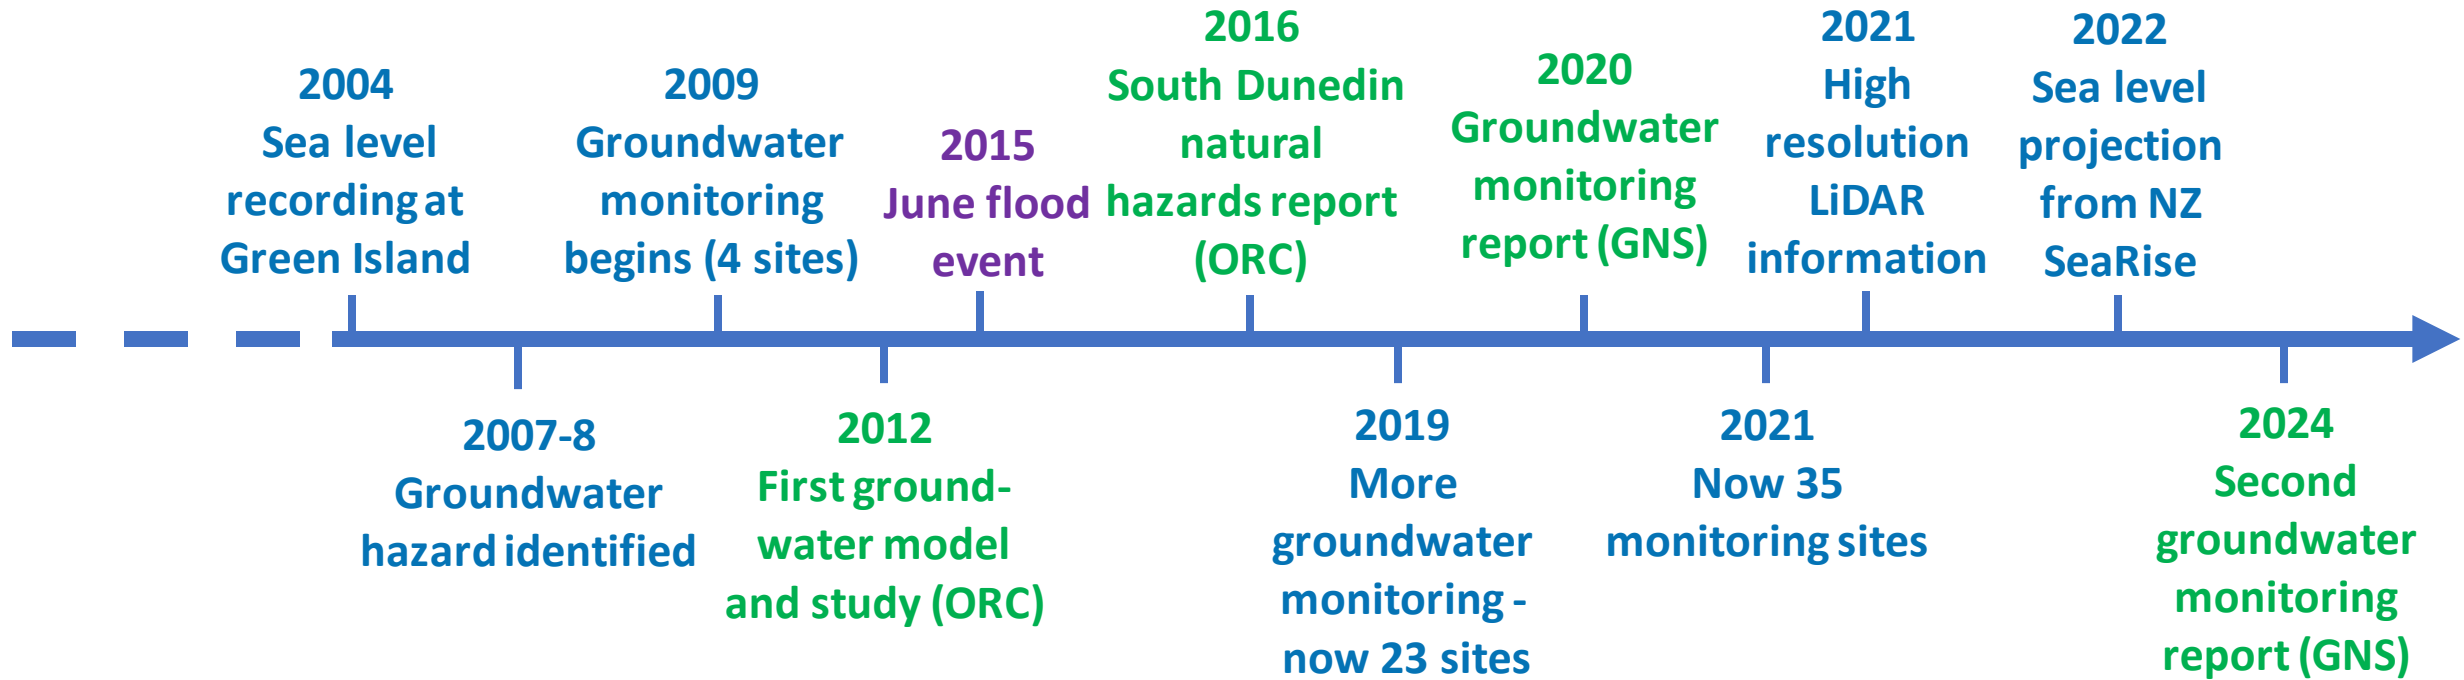 2004
Sea level
recording at
Green Island
2009
Groundwater
monitoring
begins (4 sites)
2015
June flood
event
2016
South Dunedin
natural
hazards report
(ORC)
2020
Groundwater
monitoring
report (GNS)
2021
High
resolution
LiDAR
information
2022
Sea level
projection
from NZ
SeaRise
2007-8
Groundwater
hazard identified
2012
First ground-
water model
and study (ORC)
2019
More
groundwater
monitoring -
now 23 sites
2021
Now 35
monitoring sites
2024
Second
groundwater
monitoring
report (GNS)